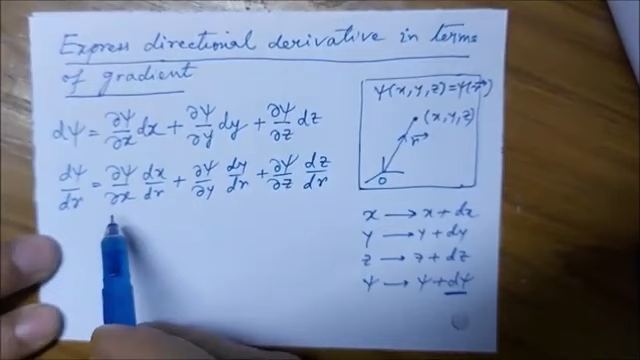 Express directional derivative in terms
of gradient
dψ = ∂ψ/∂x dx + ∂ψ/∂y dy + ∂ψ/∂z dz
dψ/dr = ∂ψ/∂x dx/dr + ∂ψ/∂y dy/dr + ∂ψ/∂z dz/dr
ψ(x,y,z)=ψ(r⃗)
(x,y,z)
r⃗
O
x → x+dx
y → y+dy
z → z+dz
ψ → ψ+dψ